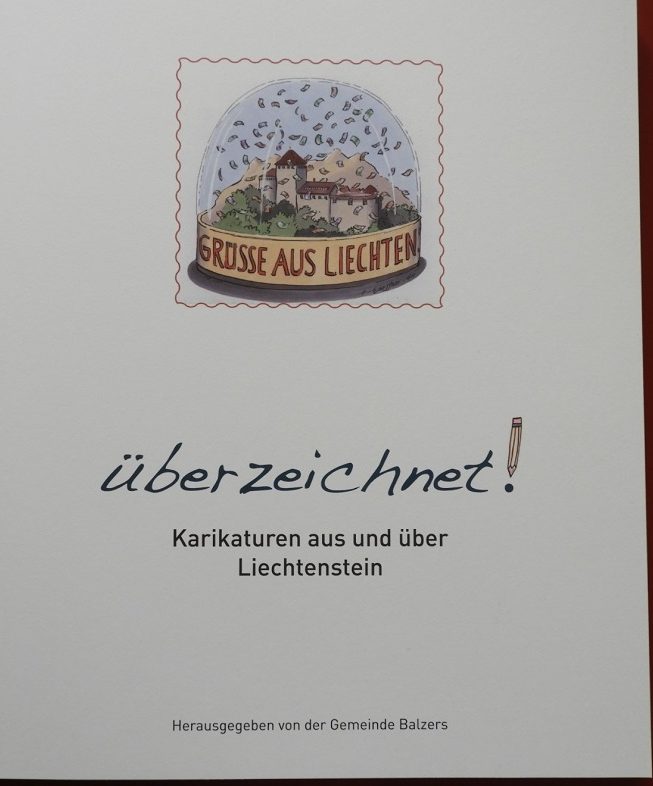 GRÜSSE AUS LIECHTEN
überzeichnet!
Karikaturen aus und über
Liechtenstein
Herausgegeben von der Gemeinde Balzers